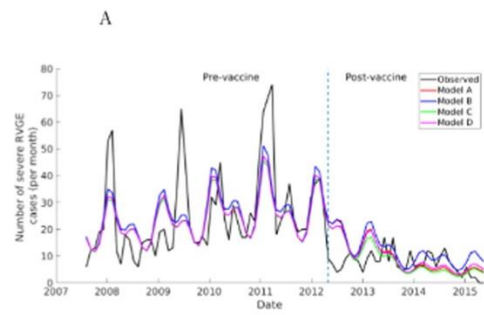 A
80
70
60
50
40
30
20
10
0
Number of severe RVGE
cases (per month)
Pre-vaccine
Post-vaccine
Observed
Model A
Model B
Model C
Model D
2007 2008 2009 2010 2011 2012 2013 2014 2015
Date